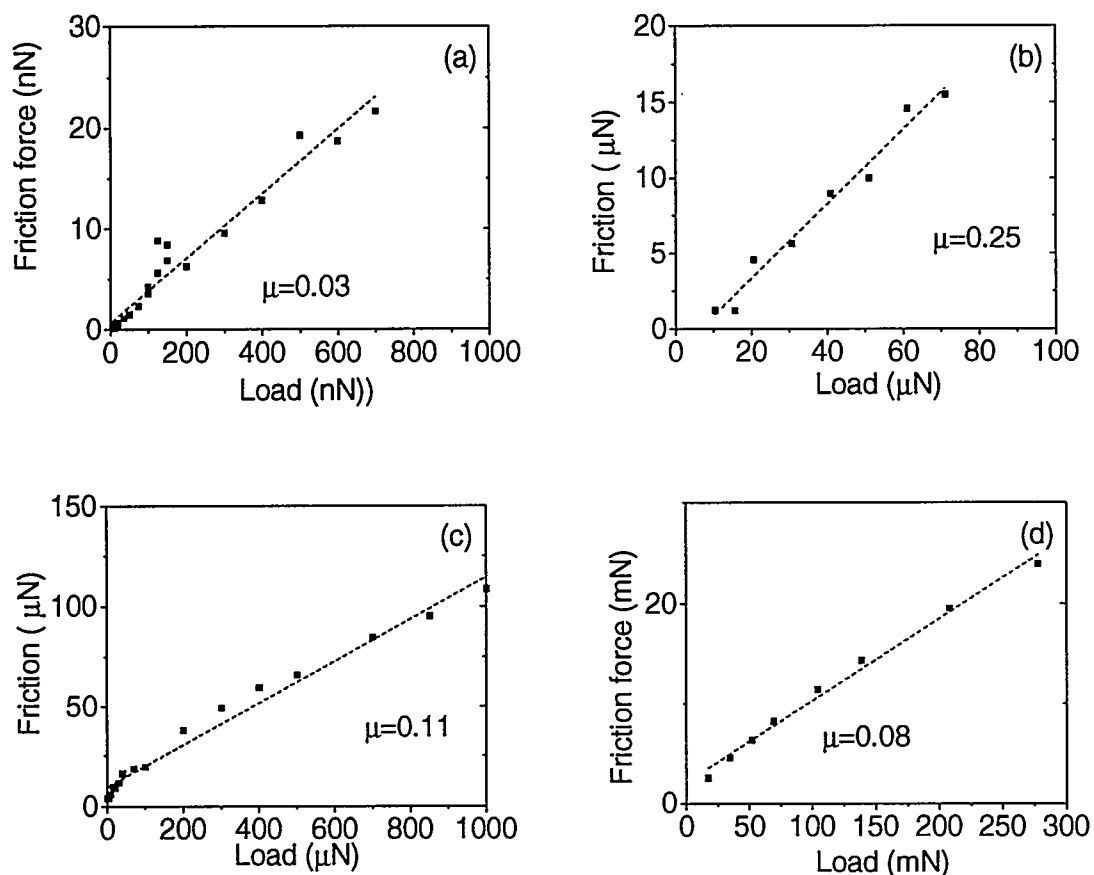 (a)
Friction force (nN)
30
20
10
0
μ=0.03
0 200 400 600 800 1000
Load (nN))
(b)
Friction ( μN)
20
15
10
5
0
μ=0.25
0 20 40 60 80 100
Load (μN)
(c)
Friction ( μN)
150
100
50
0
μ=0.11
0 200 400 600 800 1000
Load (μN)
(d)
Friction force (mN)
20
0
μ=0.08
0 50 100 150 200 250 300
Load (mN)